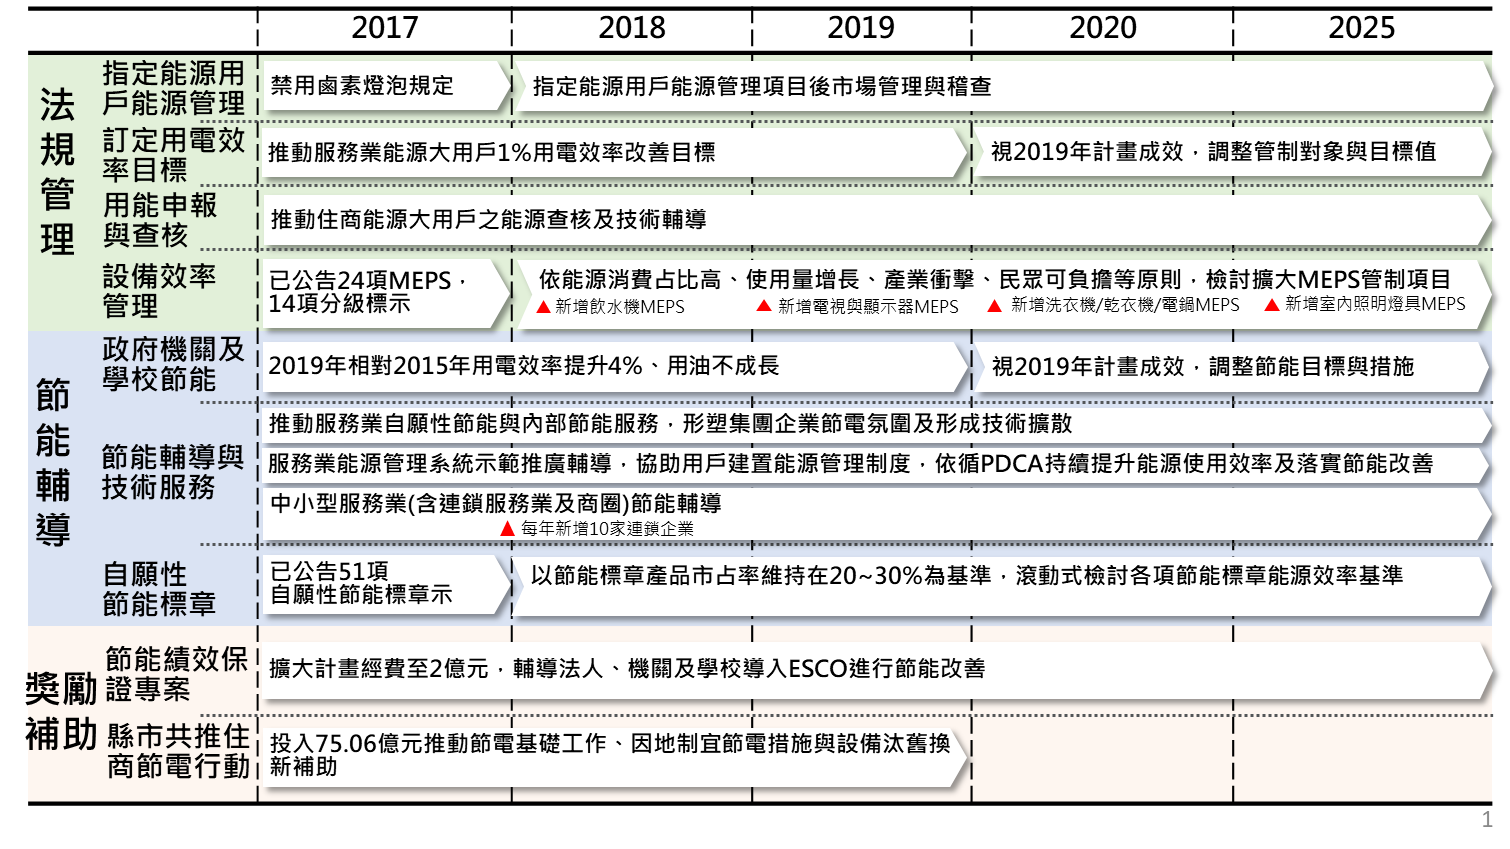 2017 2018 2019 2020 2025
法規管理
指定能源用
戶能源管理
禁用鹵素燈泡規定
指定能源用戶能源管理項目後市場管理與稽查
訂定用電效
率目標
推動服務業能源大用戶1%用電效率改善目標
視2019年計畫成效，調整管制對象與目標值
用能申報
與查核
推動住商能源大用戶之能源查核及技術輔導
設備效率
管理
已公告24項MEPS，
14項分級標示
依能源消費占比高、使用量增長、產業衝擊、民眾可負擔等原則，檢討擴大MEPS管制項目
▲ 新增飲水機MEPS ▲ 新增電視與顯示器MEPS ▲ 新增洗衣機/乾衣機/電鍋MEPS ▲ 新增室內照明燈具MEPS
節能輔導
政府機關及
學校節能
2019年相對2015年用電效率提升4%、用油不成長
視2019年計畫成效，調整節能目標與措施
節能輔導與
技術服務
推動服務業自願性節能與內部節能服務，形塑集團企業節電氛圍及形成技術擴散
服務業能源管理系統示範推廣輔導，協助用戶建置能源管理制度，依循PDCA持續提升能源使用效率及落實節能改善
中小型服務業(含連鎖服務業及商圈)節能輔導
▲ 每年新增10家連鎖企業
自願性
節能標章
已公告51項
自願性節能標章示
以節能標章產品市占率維持在20~30%為基準，滾動式檢討各項節能標章能源效率基準
獎勵
補助
節能績效保
證專案
擴大計畫經費至2億元，輔導法人、機關及學校導入ESCO進行節能改善
縣市共推住
商節電行動
投入75.06億元推動節電基礎工作、因地制宜節電措施與設備汰舊換
新補助
1